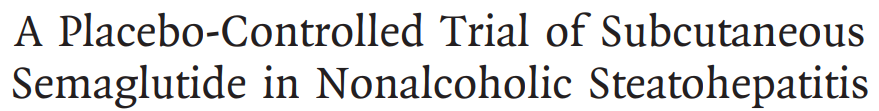 A Placebo-Controlled Trial of Subcutaneous
Semaglutide in Nonalcoholic Steatohepatitis